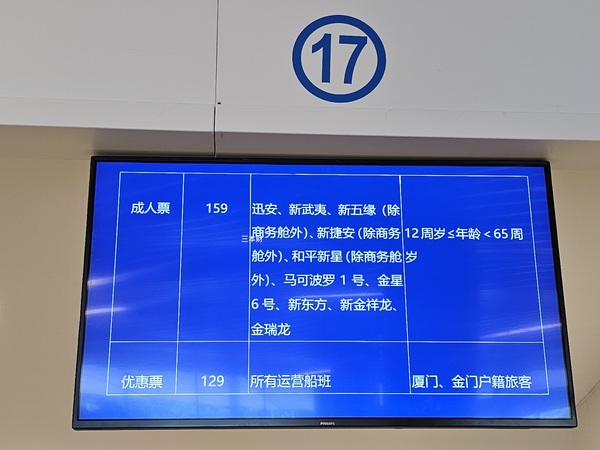 17
成人票
159
迅安、新武夷、新五缘（除
商务舱外）、新捷安（除商务
舱外）、和平新星（除商务舱
外）、马可波罗 1 号、金星
6 号、新东方、新金祥龙、
金瑞龙
12 周岁≤年龄＜65 周
岁
优惠票
129
所有运营船班
厦门、金门户籍旅客
PHILIPS